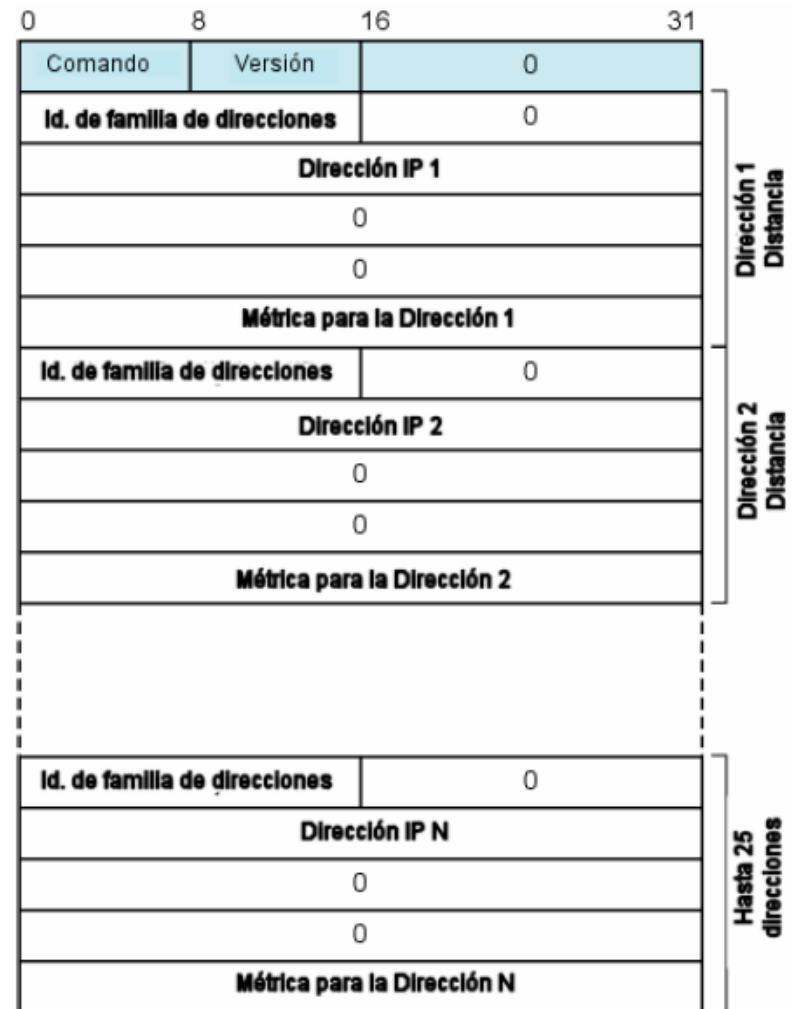 0 8 16 31
Comando Versión 0
Id. de familia de direcciones 0
Dirección IP 1
0
0
Métrica para la Dirección 1
Dirección 1
Distancia
Id. de familia de direcciones 0
Dirección IP 2
0
0
Métrica para la Dirección 2
Dirección 2
Distancia
Id. de familia de direcciones 0
Dirección IP N
0
0
Métrica para la Dirección N
Hasta 25
direcciones